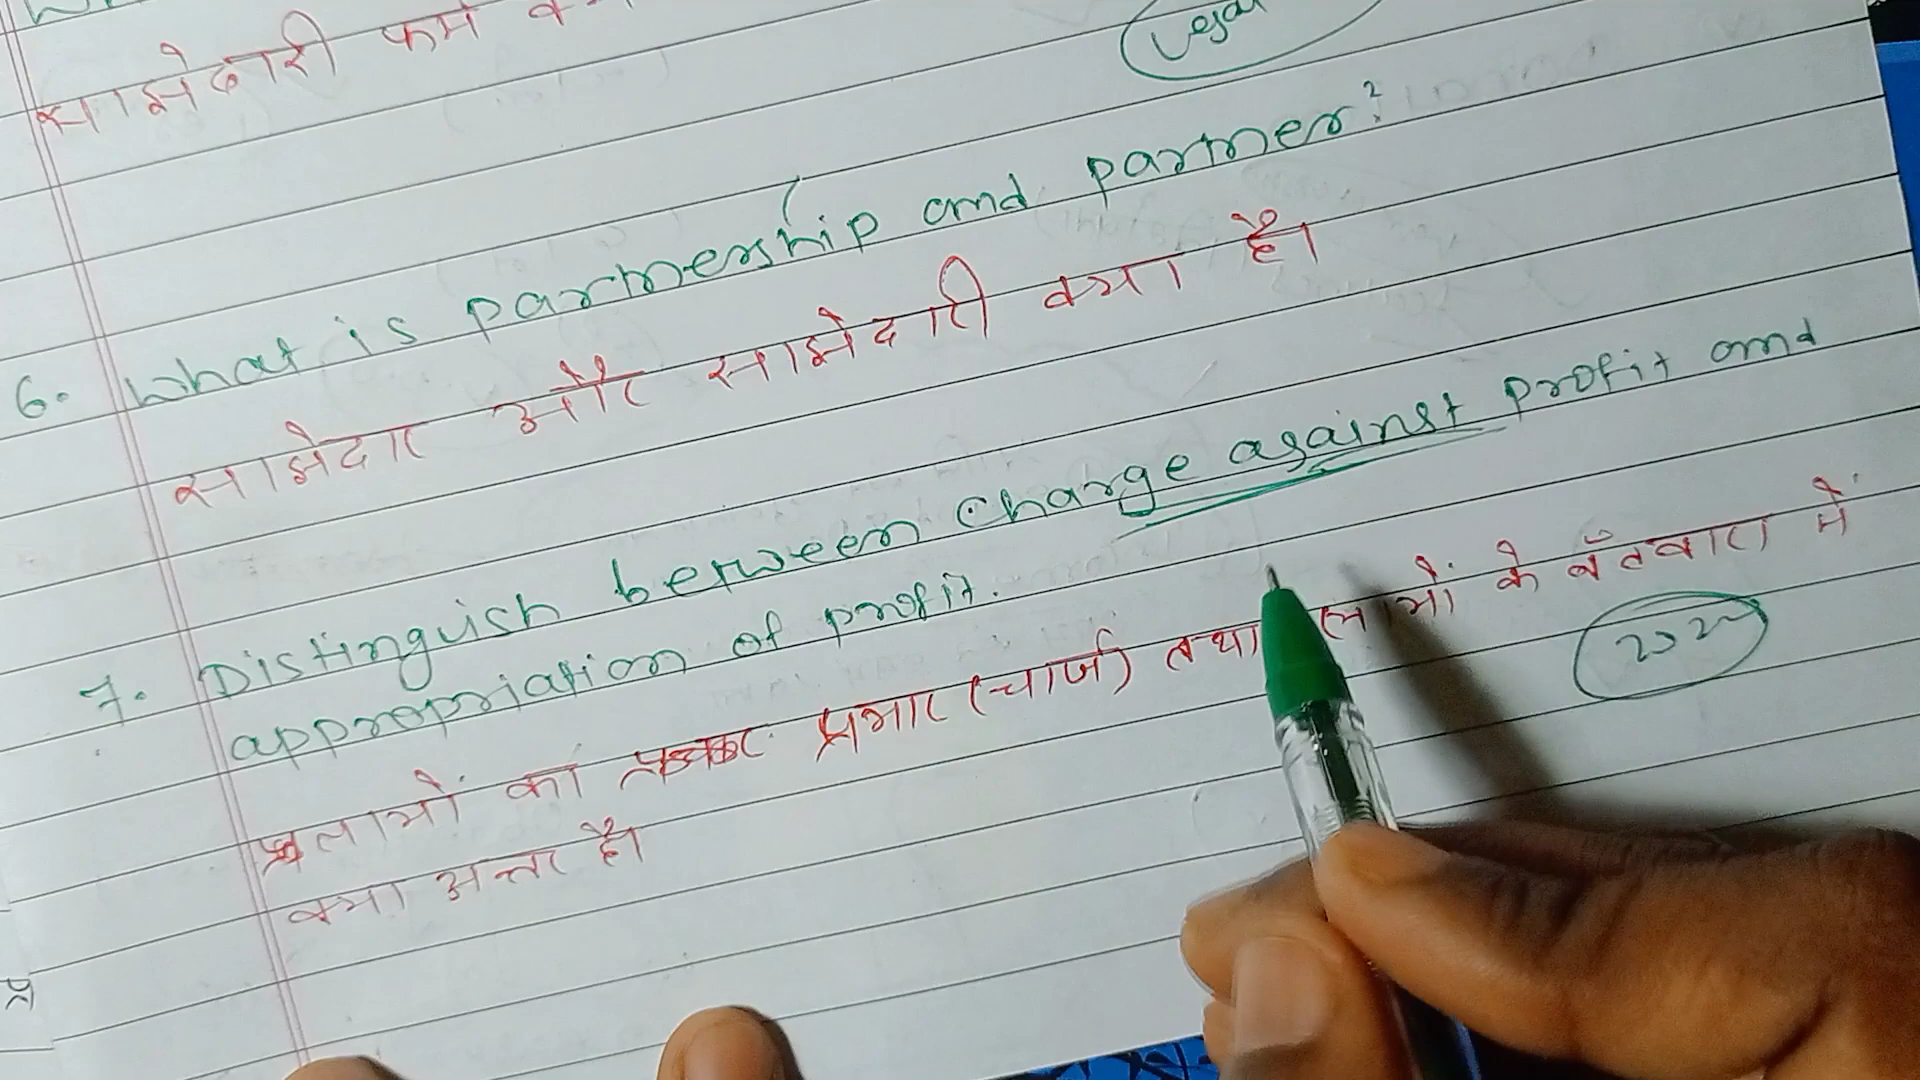 साझेदारी फर्म
Legal
6. What is partnership and partner?
साझेदार और साझेदारी क्या है।
7. Distinguish between Charge against profit and
appropriation of profit.
लाभों का प्रभार (चार्ज) तथा लाभों के बँतवारा में
2022
क्या अन्तर है।